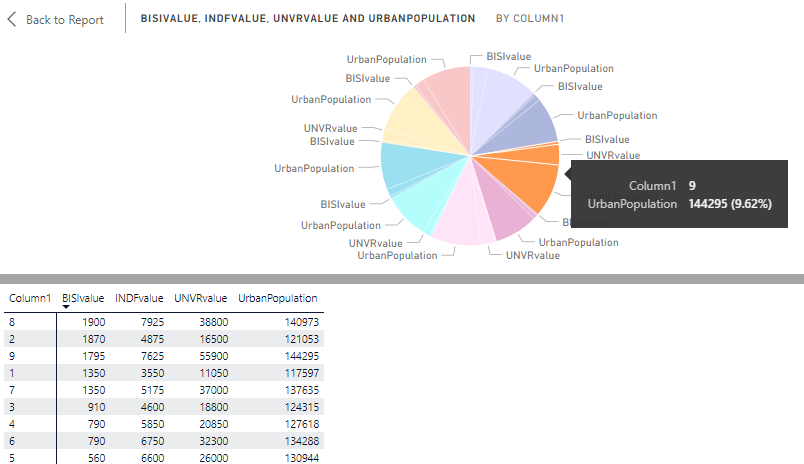 Back to Report
BISIVALUE, INDFVALUE, UNVRVALUE AND URBANPOPULATION BY COLUMN1
UrbanPopulation
BISIvalue
UrbanPopulation
BISIvalue
BISIvalue
UrbanPopulation
UrbanPopulation
UNVRvalue
BISIvalue
BISIvalue
UNVRvalue
UrbanPopulation
Column1 9
UrbanPopulation 144295 (9.62%)
BISIvalue
UrbanPopulation
UNVRvalue
UrbanPopulation
UrbanPopulation
UNVRvalue
Column1 BISIvalue INDFvalue UNVRvalue UrbanPopulation
8 1900 7925 38800 140973
2 1870 4875 16500 121053
9 1795 7625 55900 144295
1 1350 3550 11050 117597
7 1350 5175 37000 137635
3 910 4600 18800 124315
4 790 5850 20850 127618
6 790 6750 32300 134288
5 560 6600 26000 130944